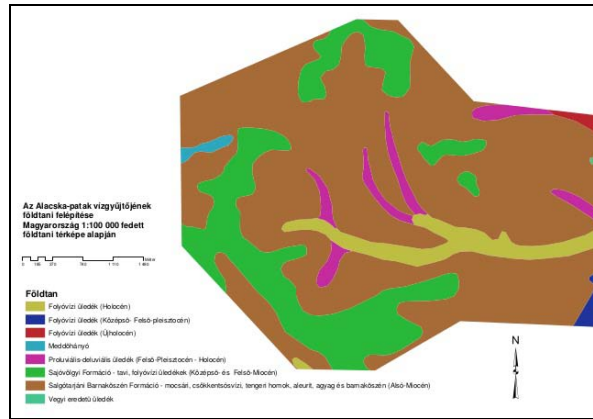 Az Alacska-patak vízgyűjtőjének
földtani felépítése
Magyarország 1:100 000 fedett
földtani térképe alapján
Földtan
Folyóvízi üledék (Holocén)
Folyóvízi üledék (Középső- Felső-pleisztocén)
Folyóvízi üledék (Újholocén)
Meddőhányó
Proluviális-deluviális üledék (Felső-Pleisztocén - Holocén)
Sajóvölgyi Formáció - tavi, folyóvízi üledékek (Középső- és Felső-Miocén)
Salgótarjáni Barnakőszén Formáció - mocsári, csökkentsósvízi, tengeri homok, aleurit, agyag és barnakőszén (Alsó-Miocén)
Vegyi eredetű üledék
N